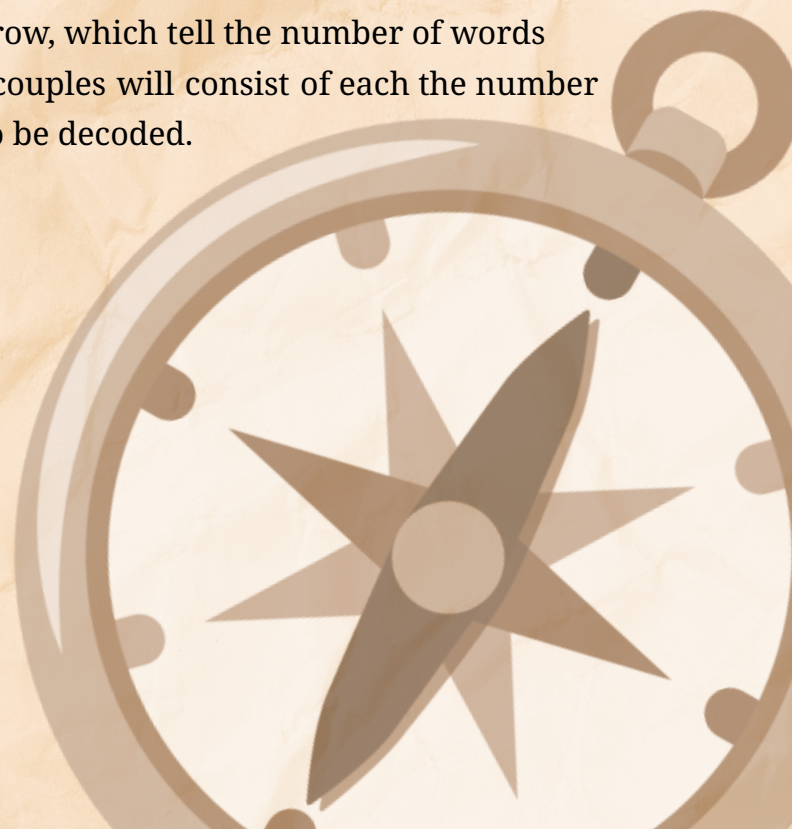 row, which tell the number of words
couples will consist of each the number
be decoded.